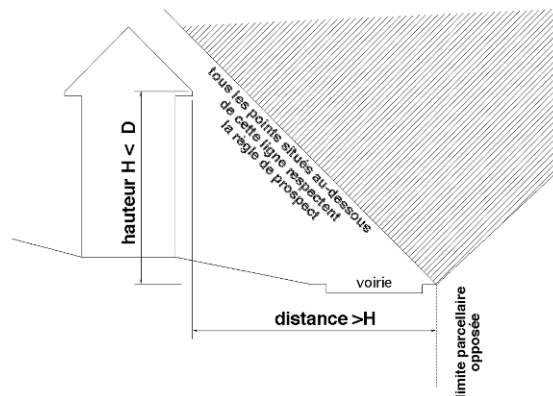 tous les points situés au-dessous
de cette ligne respectent
la règle de prospect
hauteur H < D
voirie
distance >H
limite parcellaire
opposée